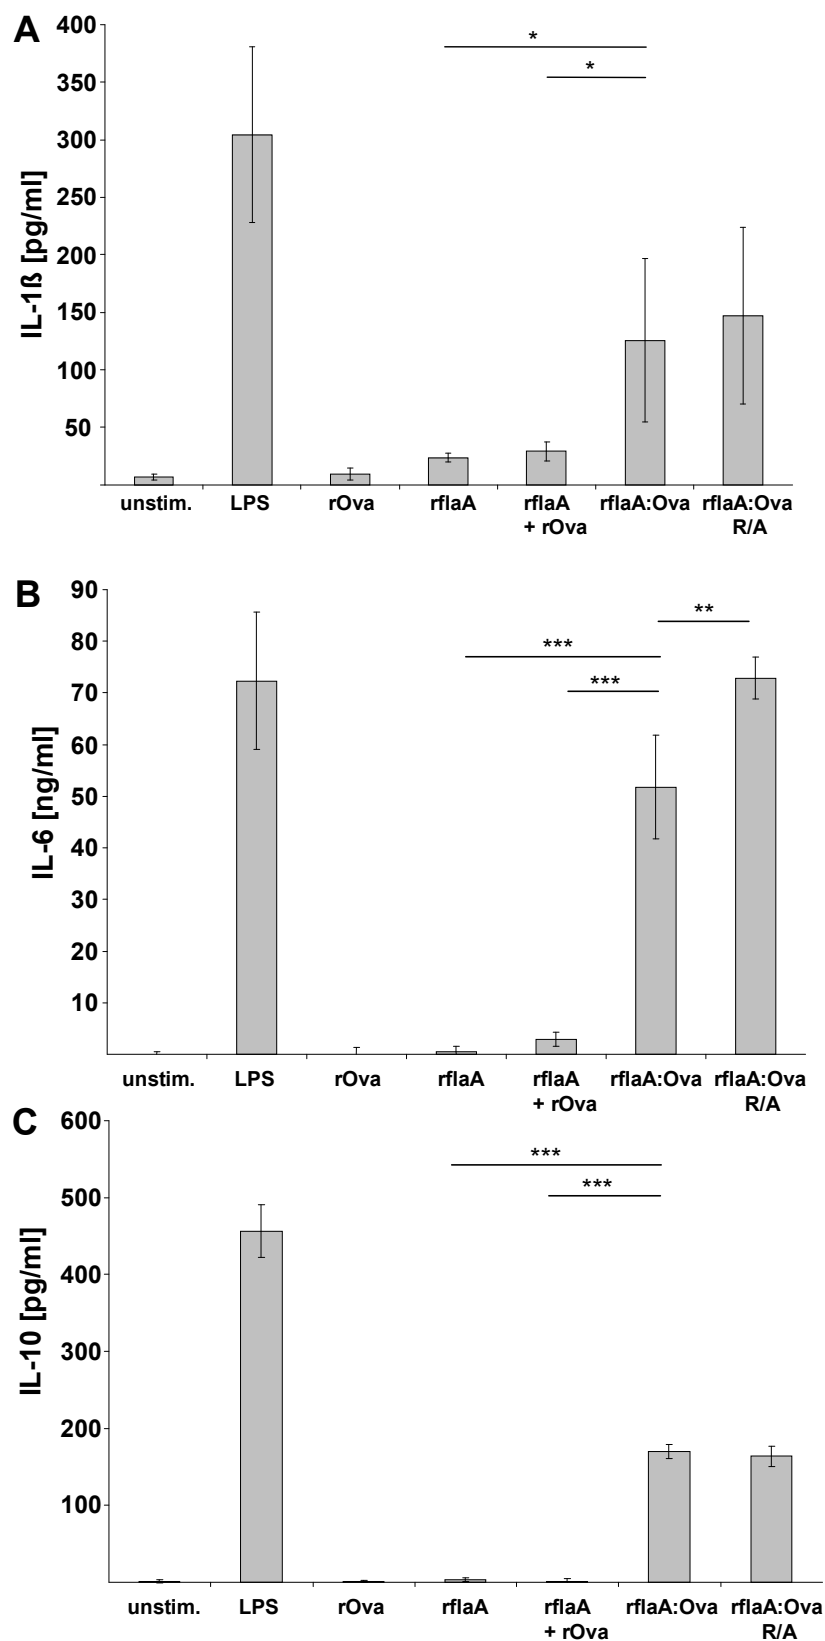 A
400
350
300
250
200
150
100
50
IL-1ß [pg/ml]
*
*
unstim. LPS rOva rflaA rflaA rflaA:Ova rflaA:Ova
+ rOva R/A
B
90
80
70
60
50
40
30
20
10
IL-6 [ng/ml]
**
***
***
unstim. LPS rOva rflaA rflaA rflaA:Ova rflaA:Ova
+ rOva R/A
C
600
500
400
300
200
100
IL-10 [pg/ml]
***
***
unstim. LPS rOva rflaA rflaA rflaA:Ova rflaA:Ova
+ rOva R/A